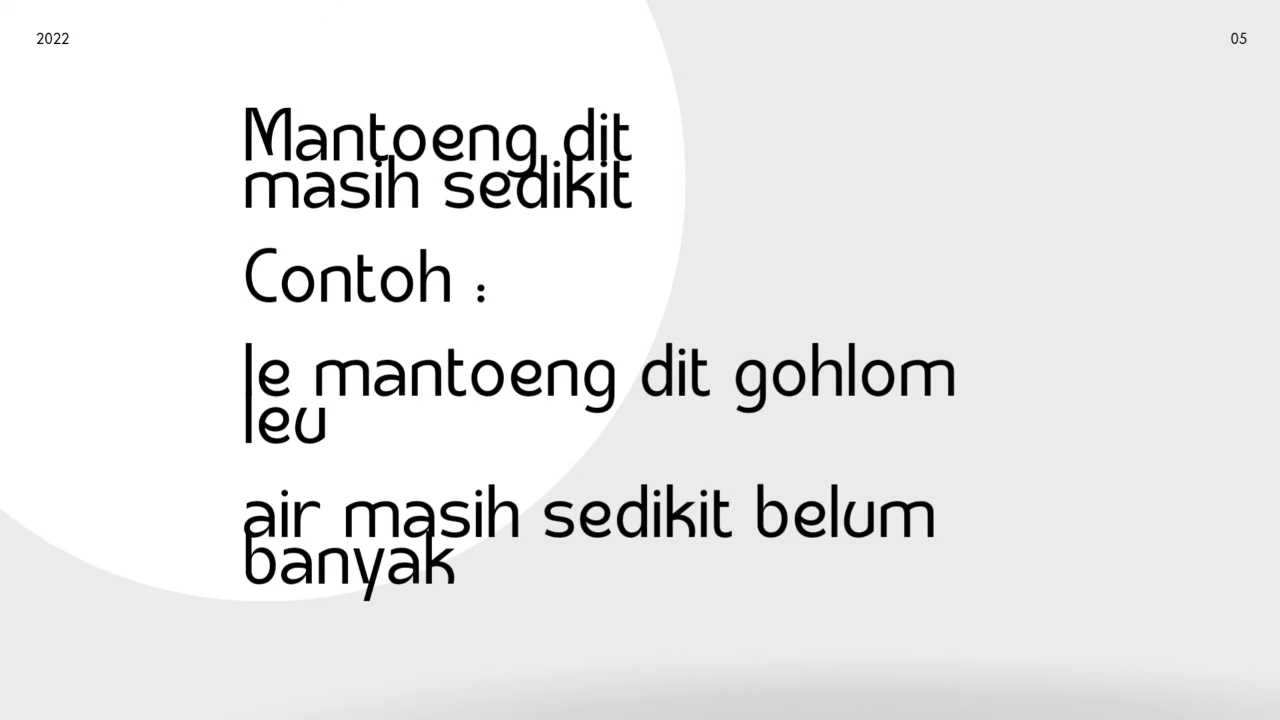 2022
05
Mantoeng dit
masih sedikit
Contoh :
Ie mantoeng dit gohlom
leu
air masih sedikit belum
banyak